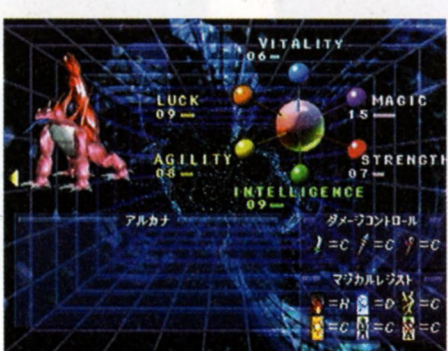 VITALITY
06
LUCK
09
MAGIC
15
AGILITY
08
STRENGTH
07
INTELLIGENCE
09
アルカナ
ダメージコントロール
=C =C =C
マジカルレジスト
=H =D =C
=C =C =C